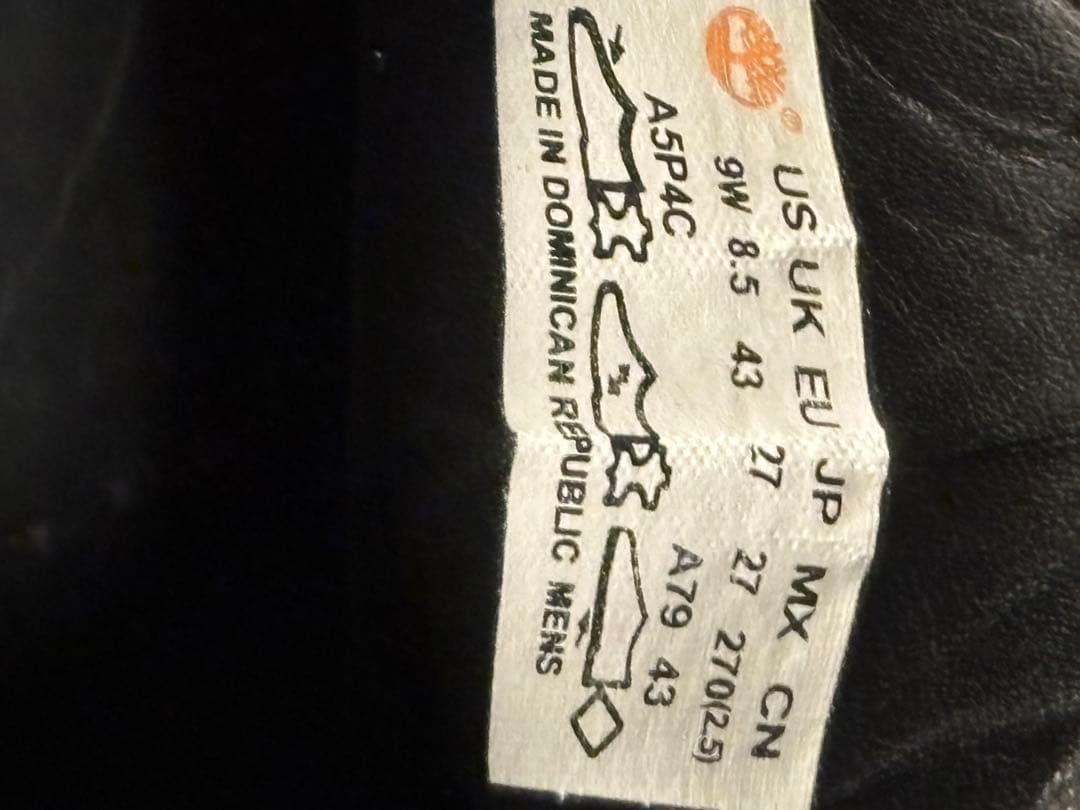 ® US UK EU JP MX CN
9W 8.5 43 27 27 270(2.5)
A5P4C A79 43
MADE IN DOMINICAN REPUBLIC MENS